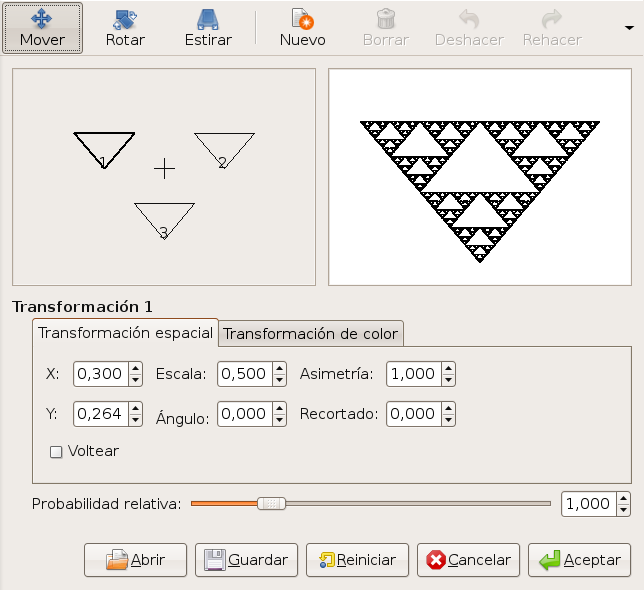 Mover Rotar Estirar Nuevo Borrar Deshacer Rehacer
1 2
3
Transformación 1
Transformación espacial Transformación de color
X: 0,300 Escala: 0,500 Asimetría: 1,000
Y: 0,264 Ángulo: 0,000 Recortado: 0,000
Voltear
Probabilidad relativa: 1,000
Abrir Guardar Reiniciar Cancelar Aceptar